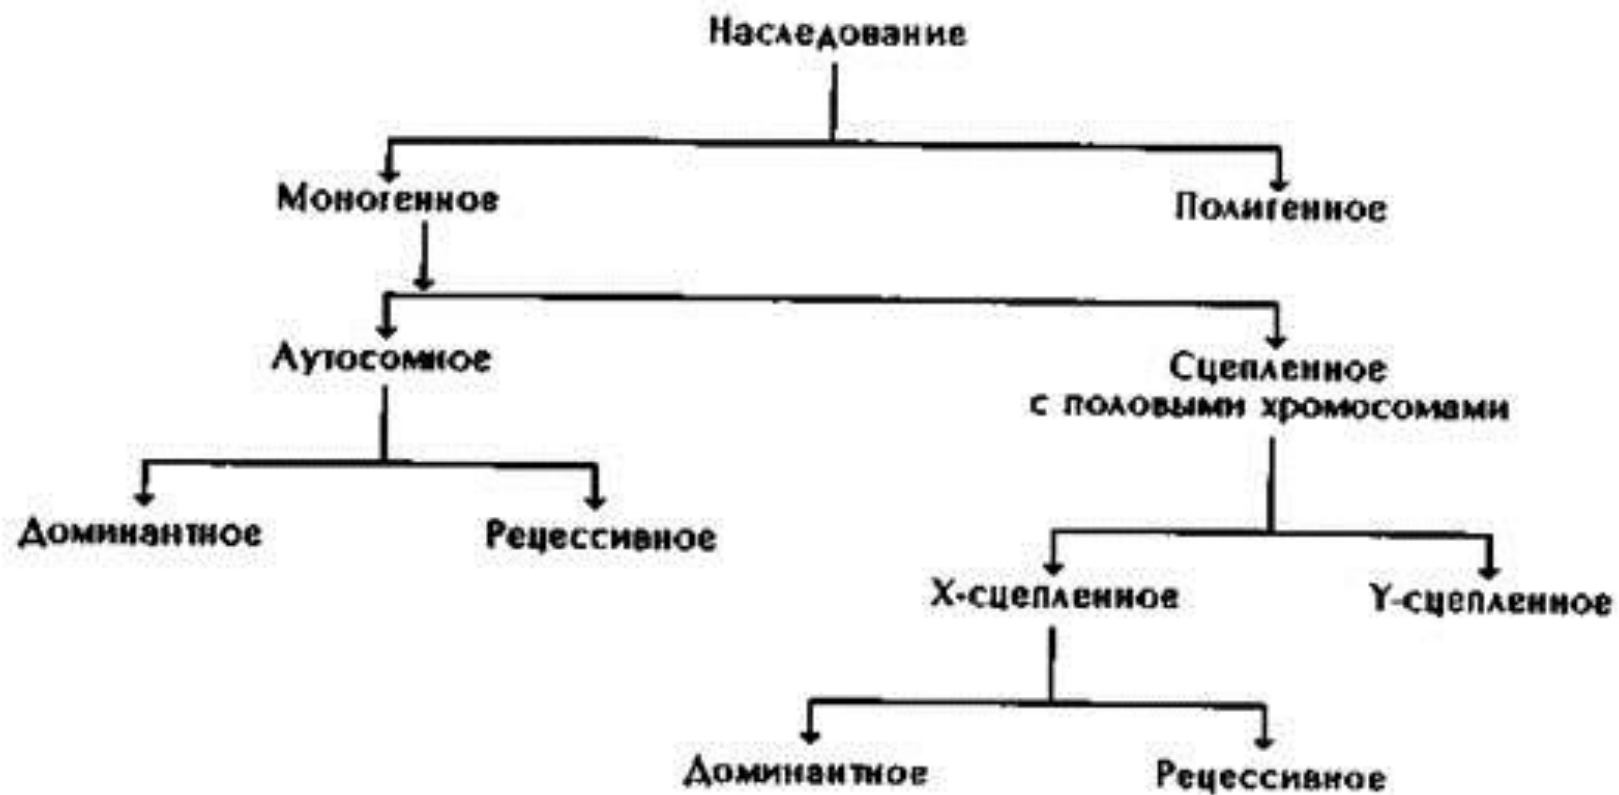 Наследование
Моногенное
Полигенное
Аутосомное
Сцепленное
с половыми хромосомами
Доминантное
Рецессивное
X-сцепленное
Y-сцепленное
Доминантное
Рецессивное